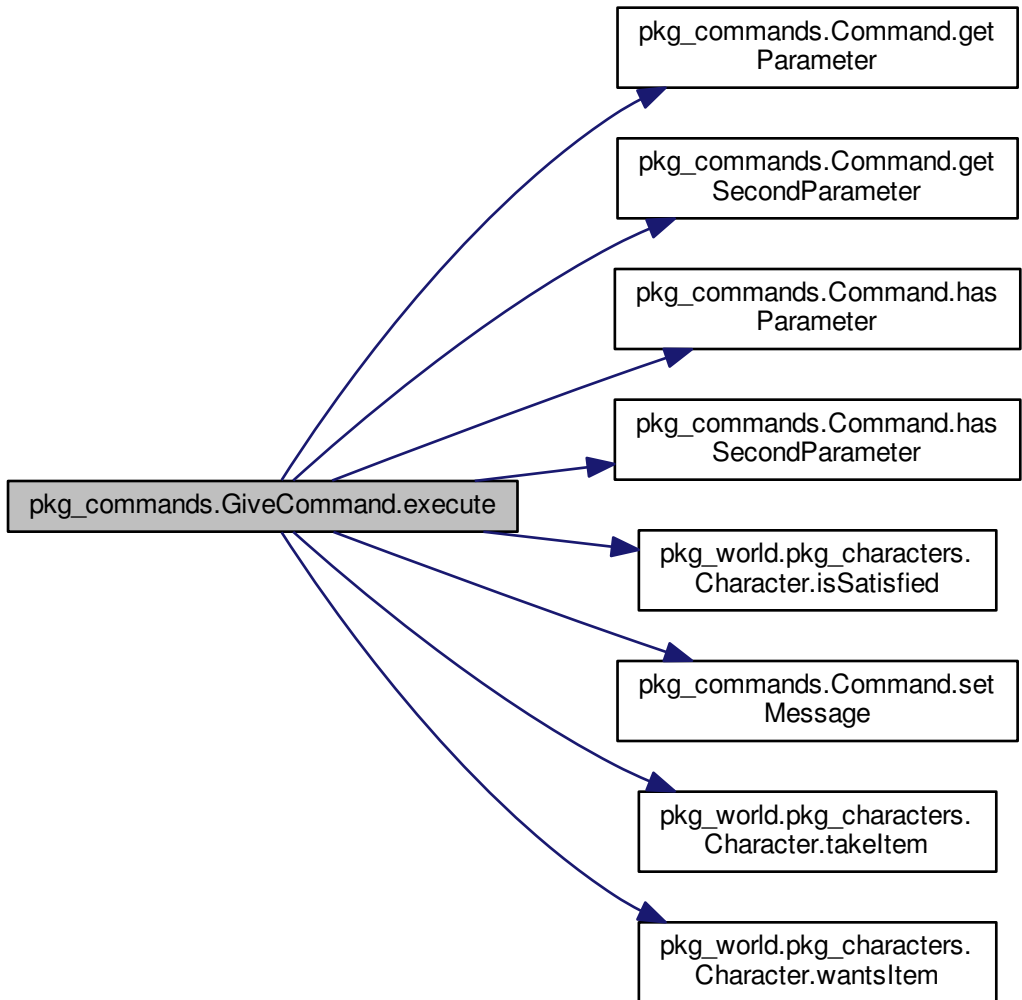 pkg_commands.Command.get
Parameter
pkg_commands.Command.get
SecondParameter
pkg_commands.Command.has
Parameter
pkg_commands.Command.has
SecondParameter
pkg_commands.GiveCommand.execute
pkg_world.pkg_characters.
Character.isSatisfied
pkg_commands.Command.set
Message
pkg_world.pkg_characters.
Character.takeItem
pkg_world.pkg_characters.
Character.wantsItem